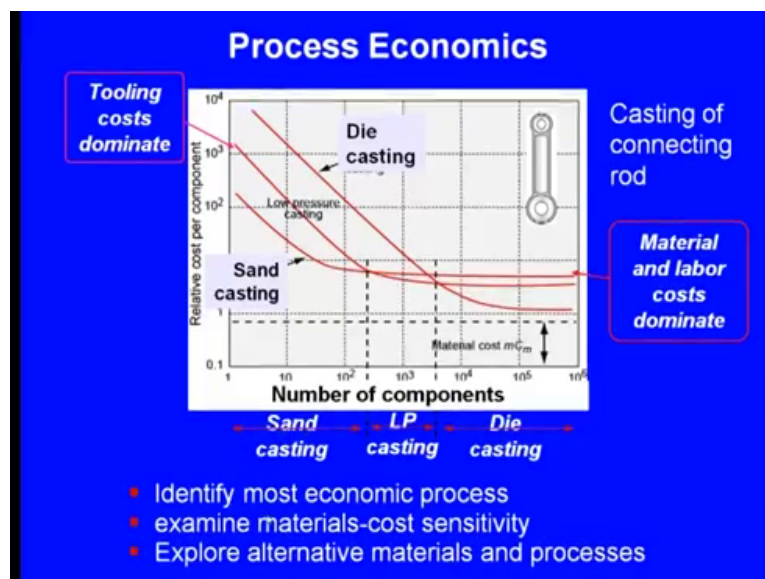 Process Economics
Tooling
costs
dominate
Casting of
connecting
rod
Relative cost per component
10⁴
10³
10²
1
0.1
Die
casting
Low pressure
casting
Sand
casting
Material cost mCm
Material
and labor
costs
dominate
1
10
10²
10³
10⁴
10⁵
10⁶
Number of components
Sand
casting
LP
casting
Die
casting
Identify most economic process
examine materials-cost sensitivity
Explore alternative materials and processes